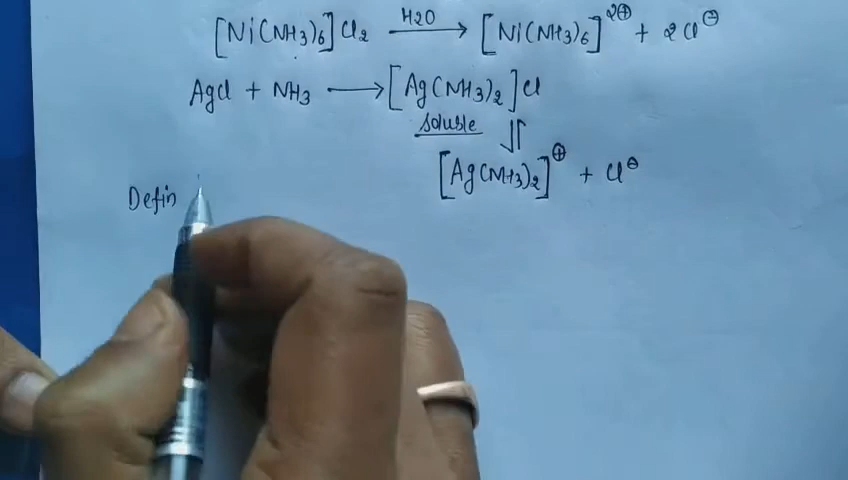 [Ni(NH3)6]Cl2 —H2O→ [Ni(NH3)6]2⊕ + 2Cl⊖
AgCl + NH3 → [Ag(NH3)2]Cl
soluble ⇌
[Ag(NH3)2]⊕ + Cl⊖
Defin